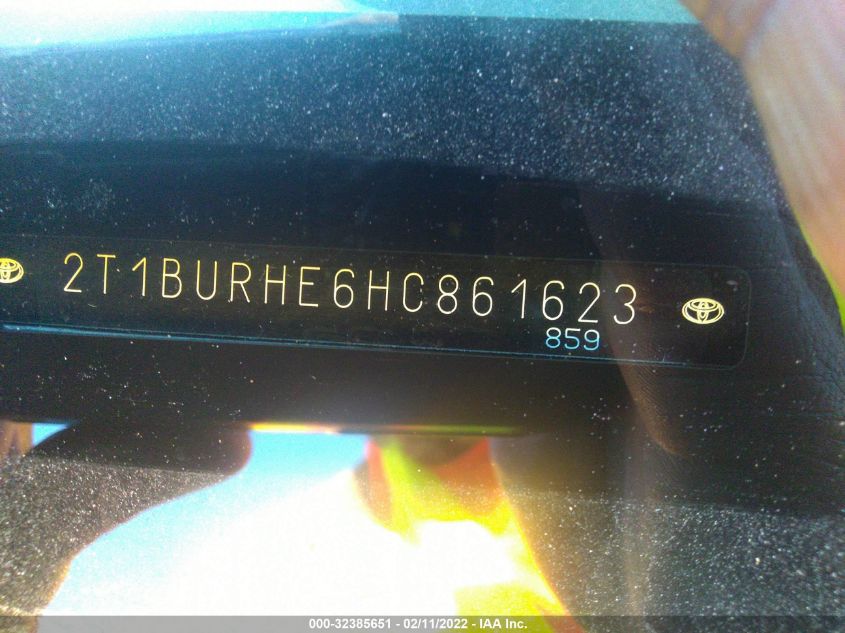 2T1BURHE6HC861623
859
000-32385651 - 02/11/2022 - IAA Inc.